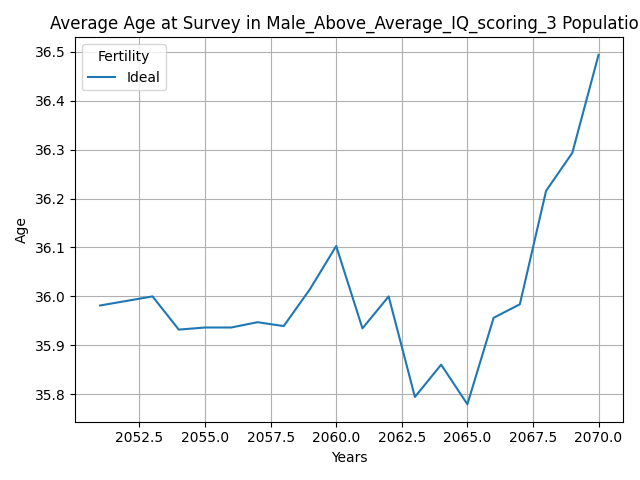 Average Age at Survey in Male_Above_Average_IQ_scoring_3 Populatio
Fertility
Ideal
36.5
36.4
36.3
36.2
36.1
36.0
35.9
35.8
Age
2052.5 2055.0 2057.5 2060.0 2062.5 2065.0 2067.5 2070.0
Years